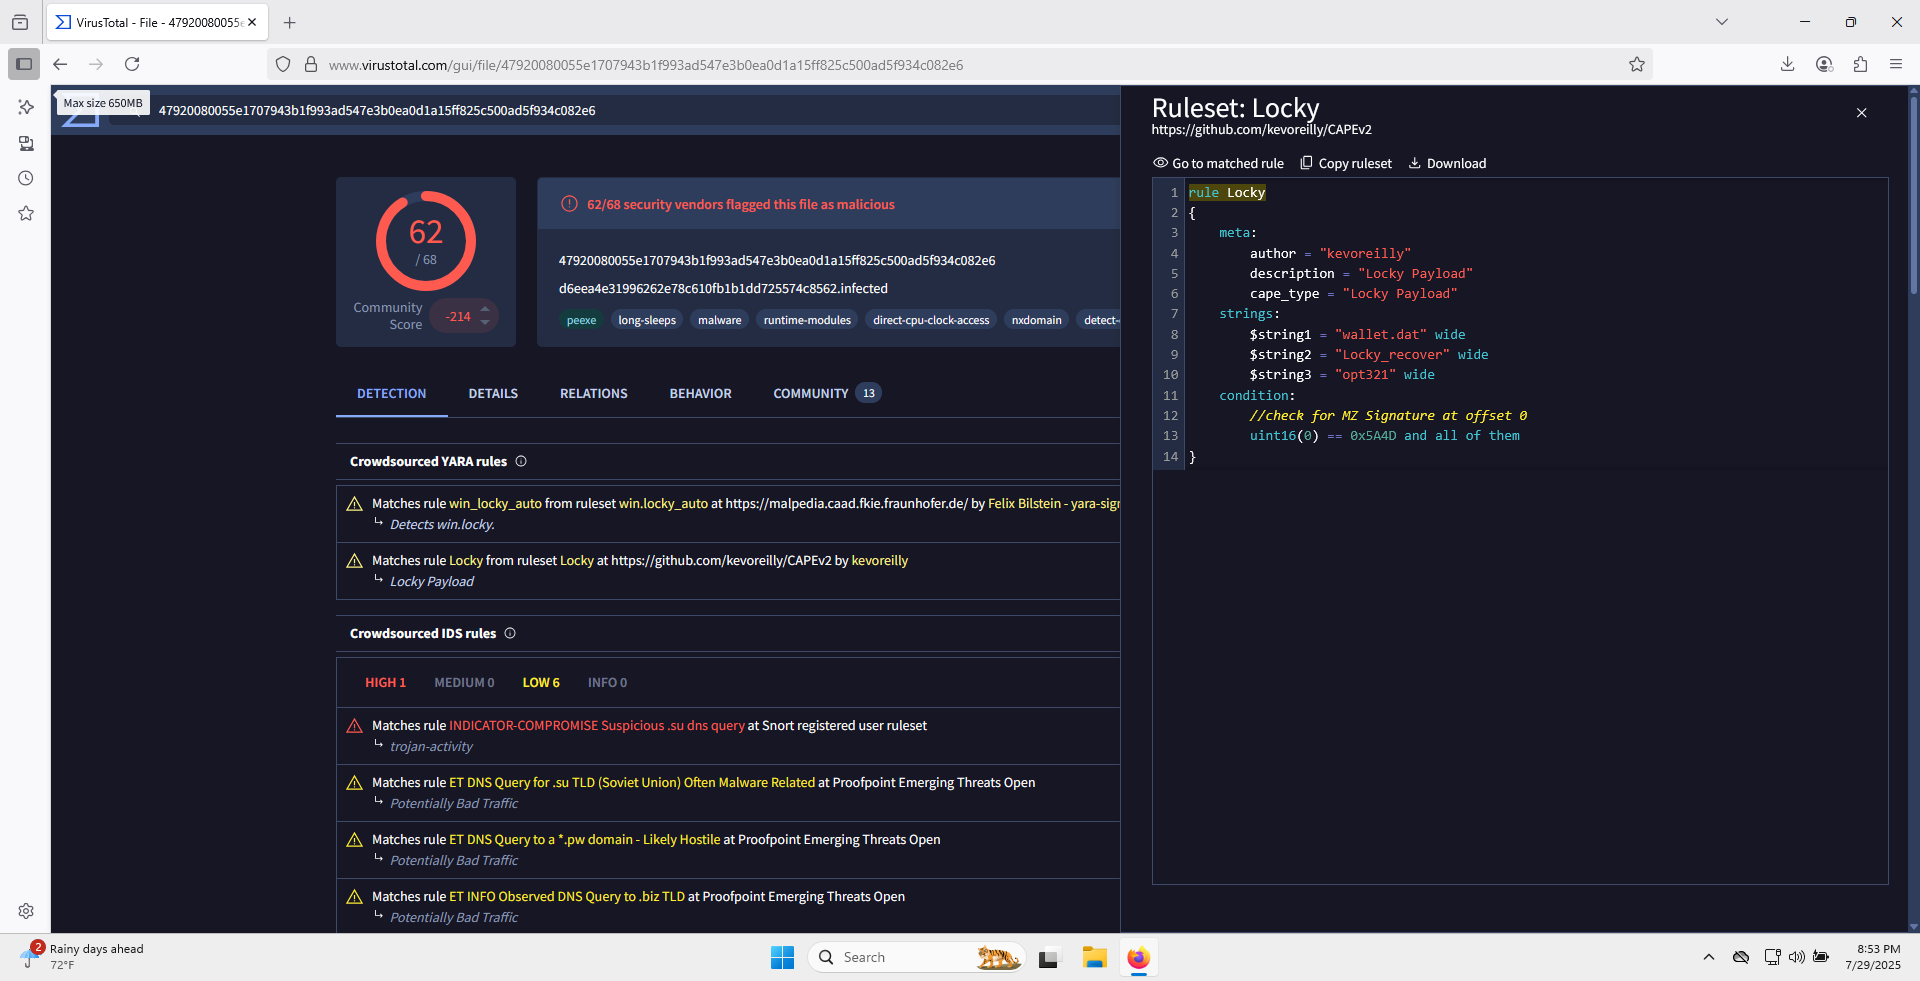 VirusTotal - File - 47920080055e
www.virustotal.com/gui/file/47920080055e1707943b1f993ad547e3b0ea0d1a15ff825c500ad5f934c082e6
Max size 650MB
47920080055e1707943b1f993ad547e3b0ea0d1a15ff825c500ad5f934c082e6
62
/ 68
Community
Score
-214
62/68 security vendors flagged this file as malicious
47920080055e1707943b1f993ad547e3b0ea0d1a15ff825c500ad5f934c082e6
d6eea4e31996262e78c610fb1b1dd725574c8562.infected
peexe long-sleeps malware runtime-modules direct-cpu-clock-access nxdomain detect-
DETECTION DETAILS RELATIONS BEHAVIOR COMMUNITY 13
Crowdsourced YARA rules
Matches rule win_locky_auto from ruleset win.locky_auto at https://malpedia.caad.fkie.fraunhofer.de/ by Felix Bilstein - yara-sigr
Detects win.locky.
Matches rule Locky from ruleset Locky at https://github.com/kevoreilly/CAPEv2 by kevoreilly
Locky Payload
Crowdsourced IDS rules
HIGH 1 MEDIUM 0 LOW 6 INFO 0
Matches rule INDICATOR-COMPROMISE Suspicious .su dns query at Snort registered user ruleset
trojan-activity
Matches rule ET DNS Query for .su TLD (Soviet Union) Often Malware Related at Proofpoint Emerging Threats Open
Potentially Bad Traffic
Matches rule ET DNS Query to a *.pw domain - Likely Hostile at Proofpoint Emerging Threats Open
Potentially Bad Traffic
Matches rule ET INFO Observed DNS Query to .biz TLD at Proofpoint Emerging Threats Open
Potentially Bad Traffic
Ruleset: Locky
https://github.com/kevoreilly/CAPEv2
Go to matched rule Copy ruleset Download
1 rule Locky
2 {
3 meta:
4 author = "kevoreilly"
5 description = "Locky Payload"
6 cape_type = "Locky Payload"
7 strings:
8 $string1 = "wallet.dat" wide
9 $string2 = "Locky_recover" wide
10 $string3 = "opt321" wide
11 condition:
12 //check for MZ Signature at offset 0
13 uint16(0) == 0x5A4D and all of them
14 }
2
Rainy days ahead
72°F
Search
8:53 PM
7/29/2025